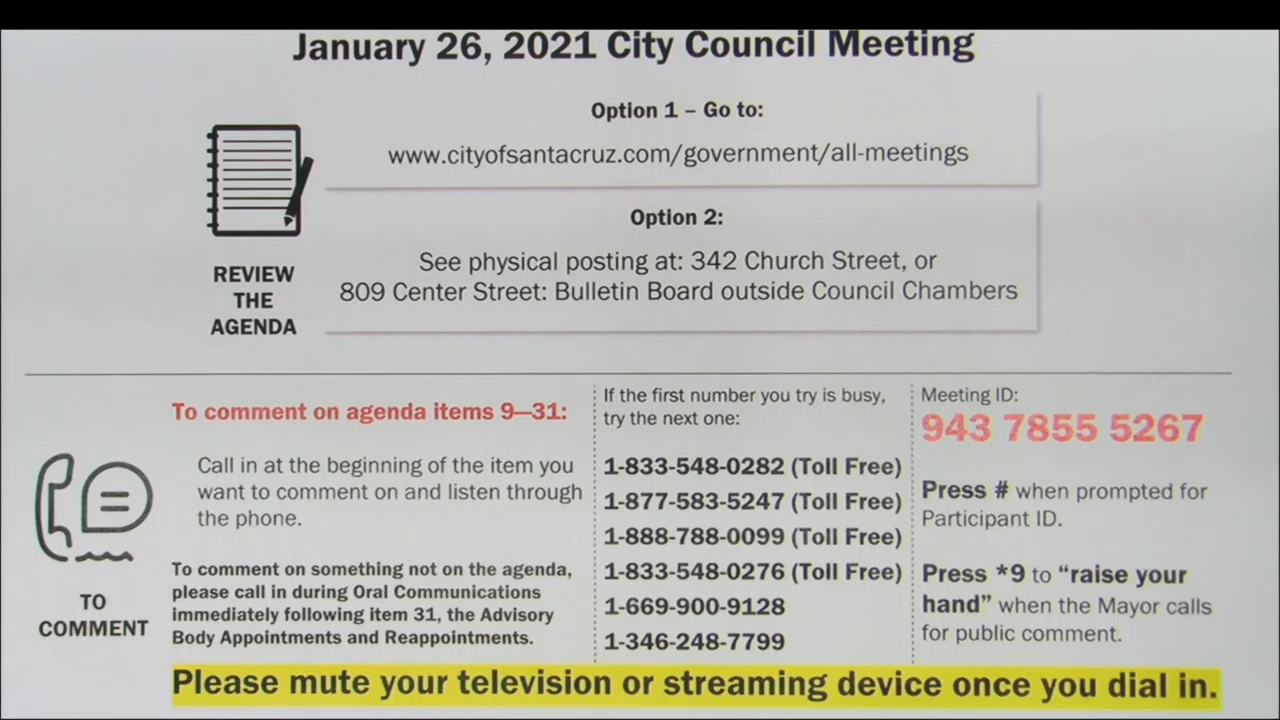 January 26, 2021 City Council Meeting
Option 1 – Go to:
www.cityofsantacruz.com/government/all-meetings
Option 2:
See physical posting at: 342 Church Street, or
809 Center Street: Bulletin Board outside Council Chambers
REVIEW
THE
AGENDA
To comment on agenda items 9—31:
Call in at the beginning of the item you
want to comment on and listen through
the phone.
To comment on something not on the agenda,
please call in during Oral Communications
immediately following item 31, the Advisory
Body Appointments and Reappointments.
TO
COMMENT
If the first number you try is busy,
try the next one:
1-833-548-0282 (Toll Free)
1-877-583-5247 (Toll Free)
1-888-788-0099 (Toll Free)
1-833-548-0276 (Toll Free)
1-669-900-9128
1-346-248-7799
Meeting ID:
943 7855 5267
Press # when prompted for
Participant ID.
Press *9 to “raise your
hand” when the Mayor calls
for public comment.
Please mute your television or streaming device once you dial in.